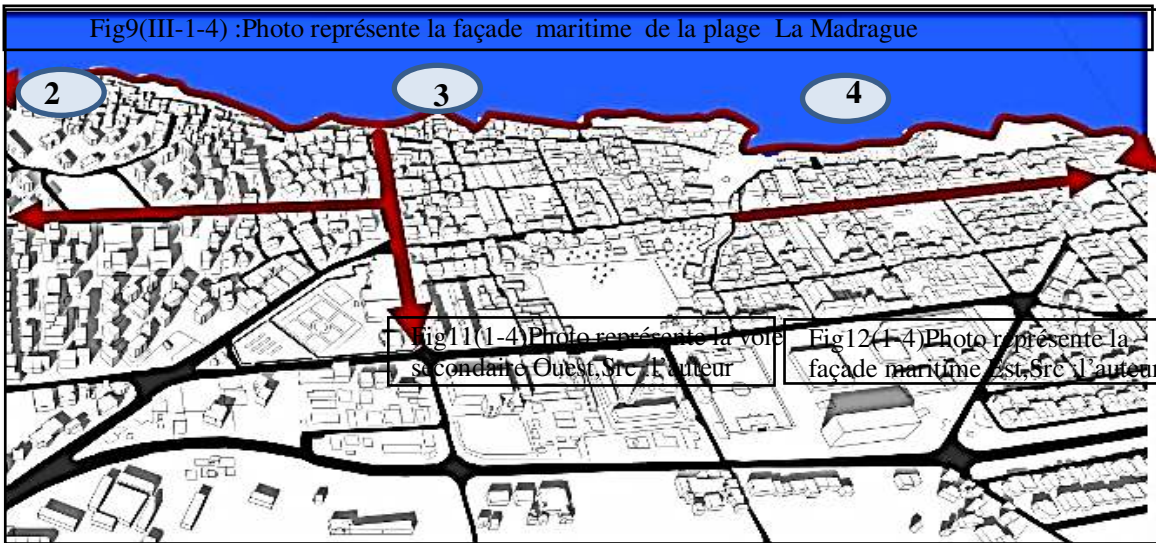 Fig9(III-1-4) :Photo représente la façade maritime de la plage La Madrague
2
3
4
Fig11(1-4)Photo représente la voie
secondaire Ouest,Src :l'auteur
Fig12(1-4)Photo représente la
façade maritime Est,Src :l'auteur